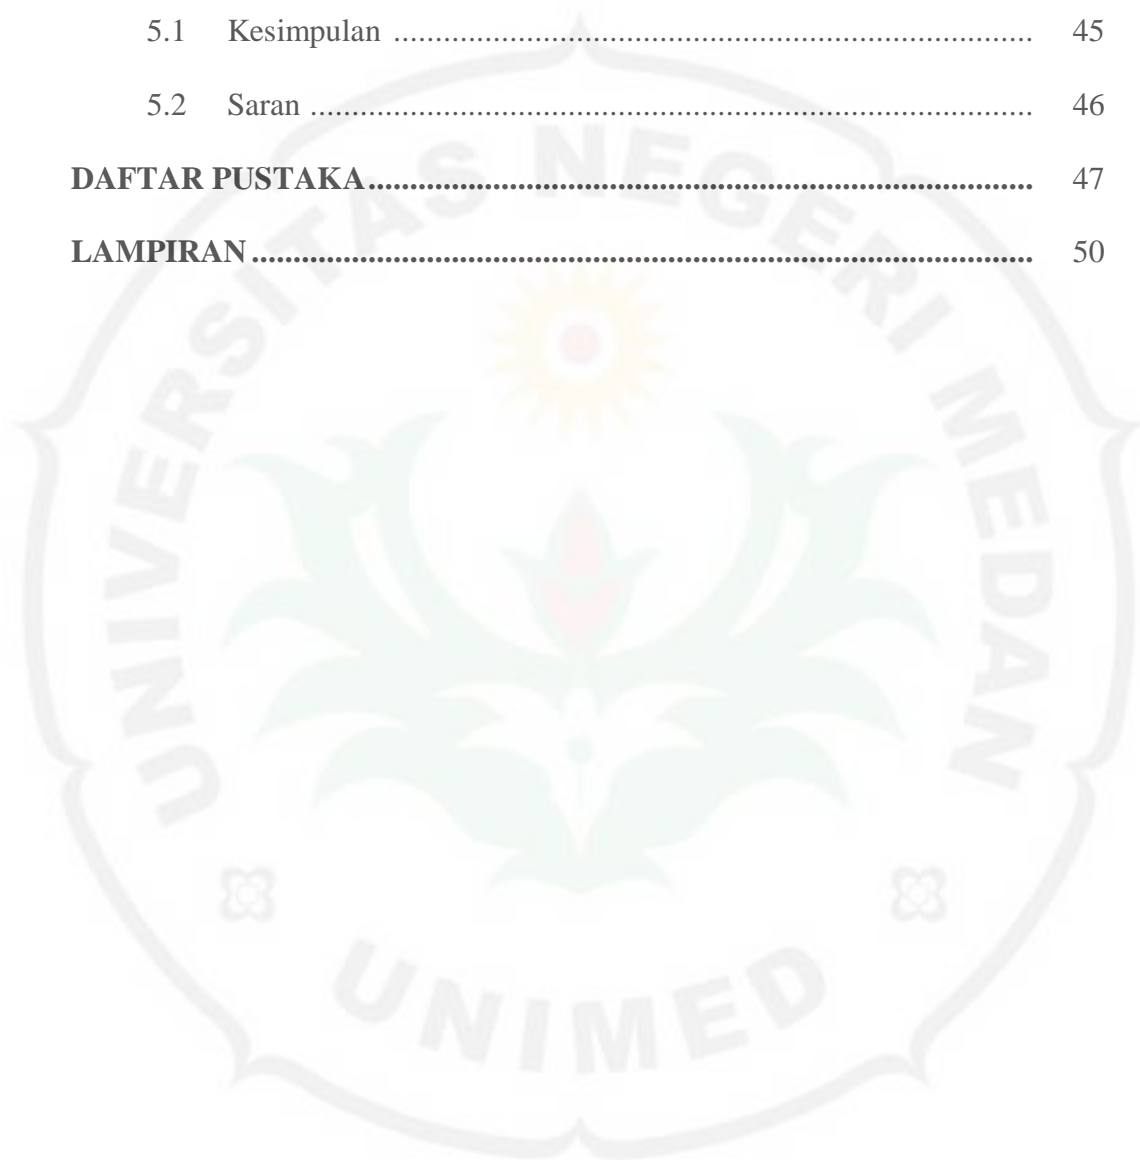 5.1 Kesimpulan ............................................................................. 45
5.2 Saran ....................................................................................... 46
DAFTAR PUSTAKA................................................................................ 47
LAMPIRAN .............................................................................................. 50
UNIVERSITAS NEGERI MEDAN
UNIMED